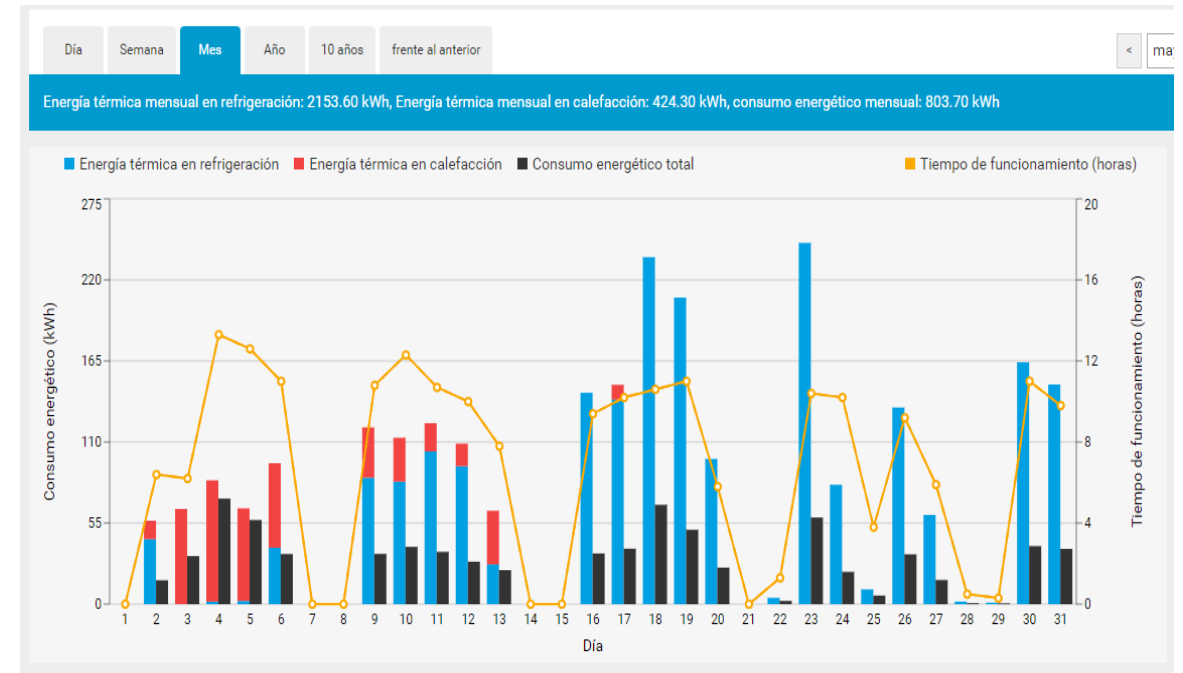 Día Semana Mes Año 10 años frente al anterior <
Energía térmica mensual en refrigeración: 2153.60 kWh, Energía térmica mensual en calefacción: 424.30 kWh, consumo energético mensual: 803.70 kWh
Energía térmica en refrigeración Energía térmica en calefacción Consumo energético total Tiempo de funcionamiento (horas)
Consumo energético (kWh)
275
220
165
110
55
0
20
16
12
8
4
0
Tiempo de funcionamiento (horas)
1 2 3 4 5 6 7 8 9 10 11 12 13 14 15 16 17 18 19 20 21 22 23 24 25 26 27 28 29 30 31
Día